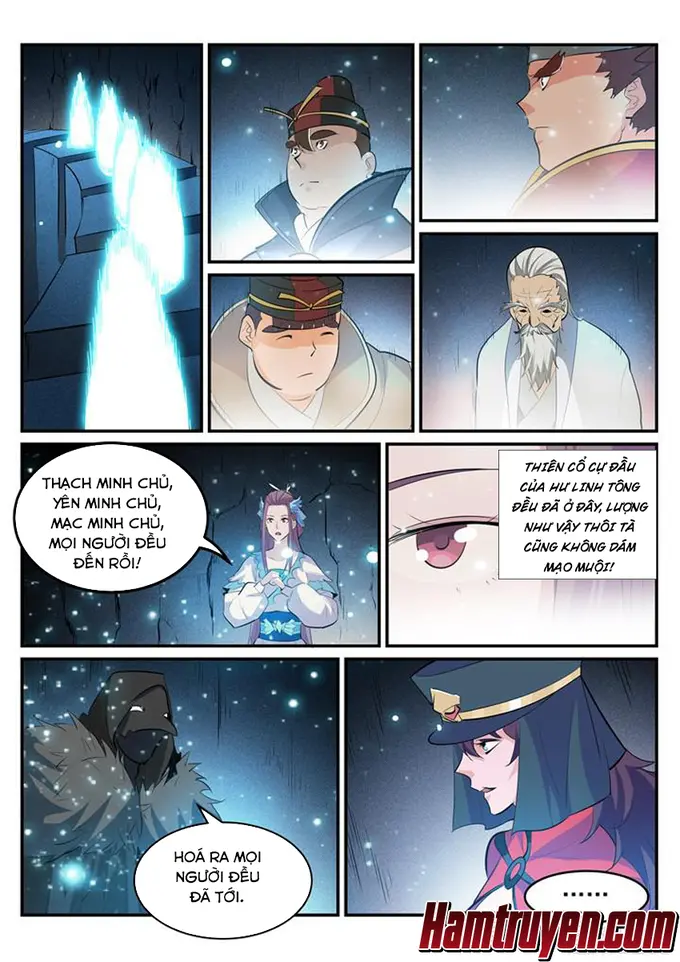 THẠCH MINH CHỦ,
YÊN MINH CHỦ,
MẠC MINH CHỦ,
MỌI NGƯỜI ĐỀU
ĐẾN RỒI!
THIÊN CỔ CỰ ĐẦU
CỦA HƯ LINH TÔNG
ĐỀU ĐÃ Ở ĐÂY, LƯỢNG
NHƯ VẬY THÔI TÀ
CŨNG KHÔNG DÁM
MẠO MUỘI!
HOÁ RA MỌI
NGƯỜI ĐỀU
ĐÃ TỚI.
......
Hamtruyen.com